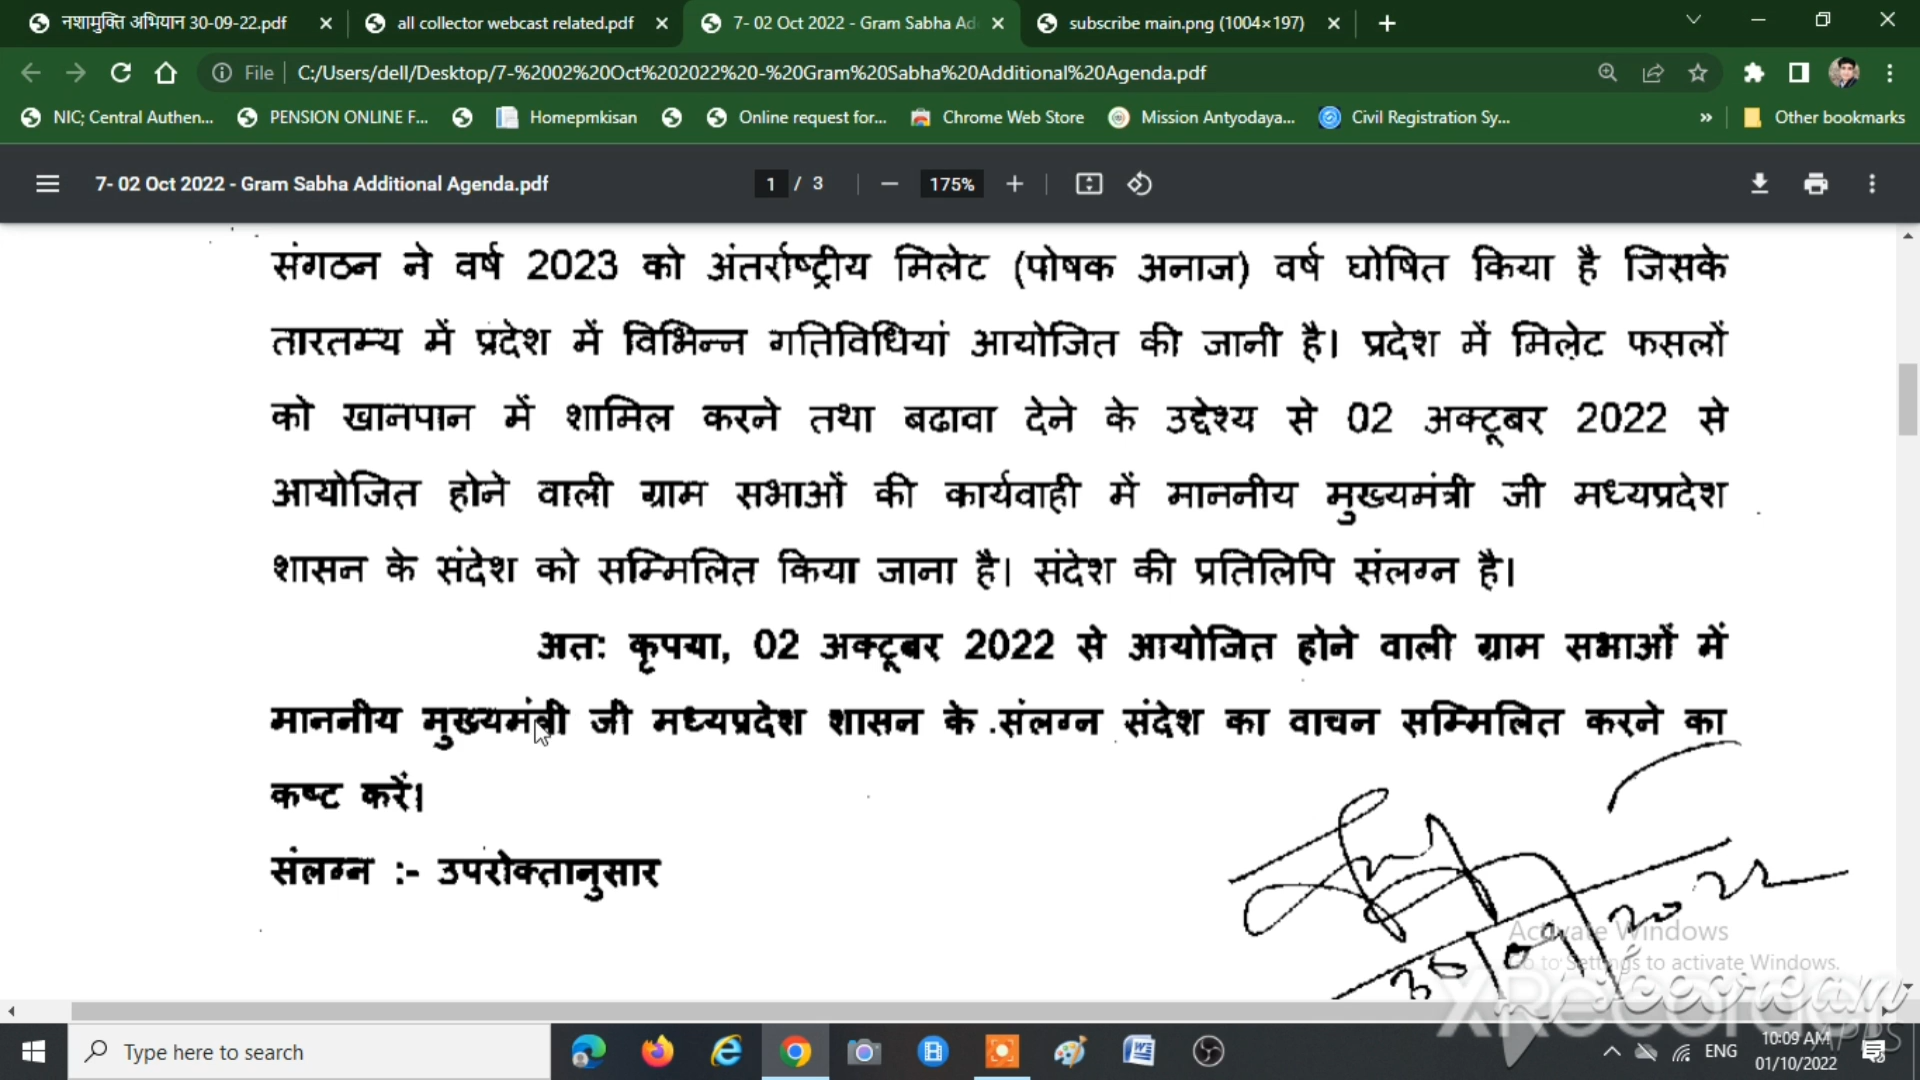 नशामुक्ति अभियान 30-09-22.pdf
all collector webcast related.pdf
7- 02 Oct 2022 - Gram Sabha Ad
subscribe main.png (1004×197)
File
C:/Users/dell/Desktop/7-%2002%20Oct%202022%20-%20Gram%20Sabha%20Additional%20Agenda.pdf
NIC; Central Authen...
PENSION ONLINE F...
Homepmkisan
Online request for...
Chrome Web Store
Mission Antyodaya...
Civil Registration Sy...
»
Other bookmarks
7- 02 Oct 2022 - Gram Sabha Additional Agenda.pdf
1 / 3
175%
संगठन ने वर्ष 2023 को अंतर्राष्ट्रीय मिलेट (पोषक अनाज) वर्ष घोषित किया है जिसके
तारतम्य में प्रदेश में विभिन्न गतिविधियां आयोजित की जानी है। प्रदेश में मिलेट फसलों
को खानपान में शामिल करने तथा बढावा देने के उद्देश्य से 02 अक्टूबर 2022 से
आयोजित होने वाली ग्राम सभाओं की कार्यवाही में माननीय मुख्यमंत्री जी मध्यप्रदेश
शासन के संदेश को सम्मिलित किया जाना है। संदेश की प्रतिलिपि संलग्न है।
अतः कृपया, 02 अक्टूबर 2022 से आयोजित होने वाली ग्राम सभाओं में
माननीय मुख्यमंत्री जी मध्यप्रदेश शासन के संलग्न संदेश का वाचन सम्मिलित करने का
कष्ट करें।
संलग्न :- उपरोक्तानुसार
Activate Windows
Go to Settings to activate Windows.
XRecorder
Type here to search
ENG
10:09 AM
01/10/2022